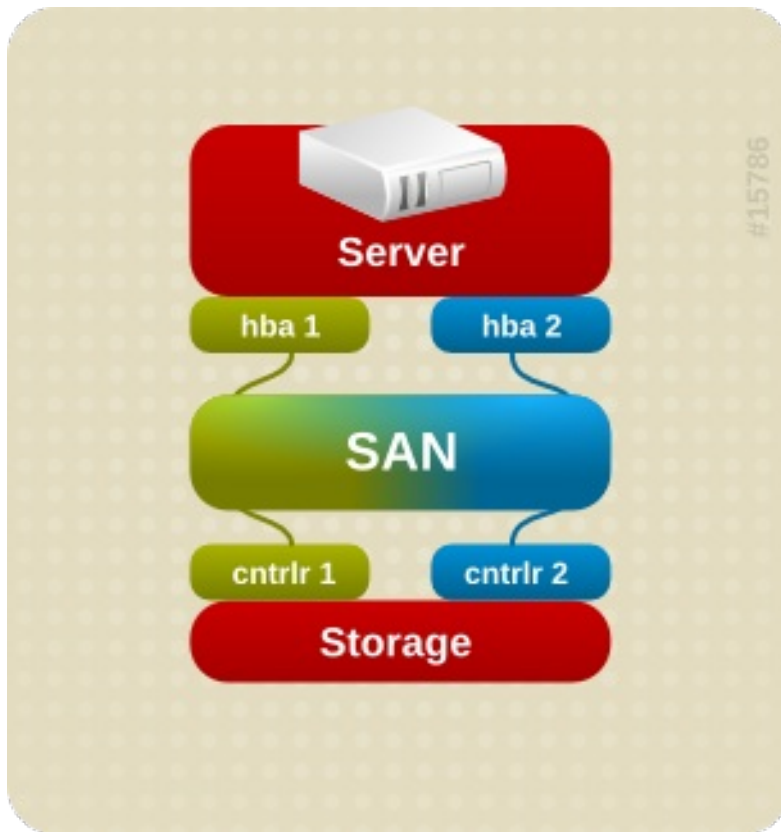 #15786
Server
hba 1
hba 2
SAN
cntrlr 1
cntrlr 2
Storage